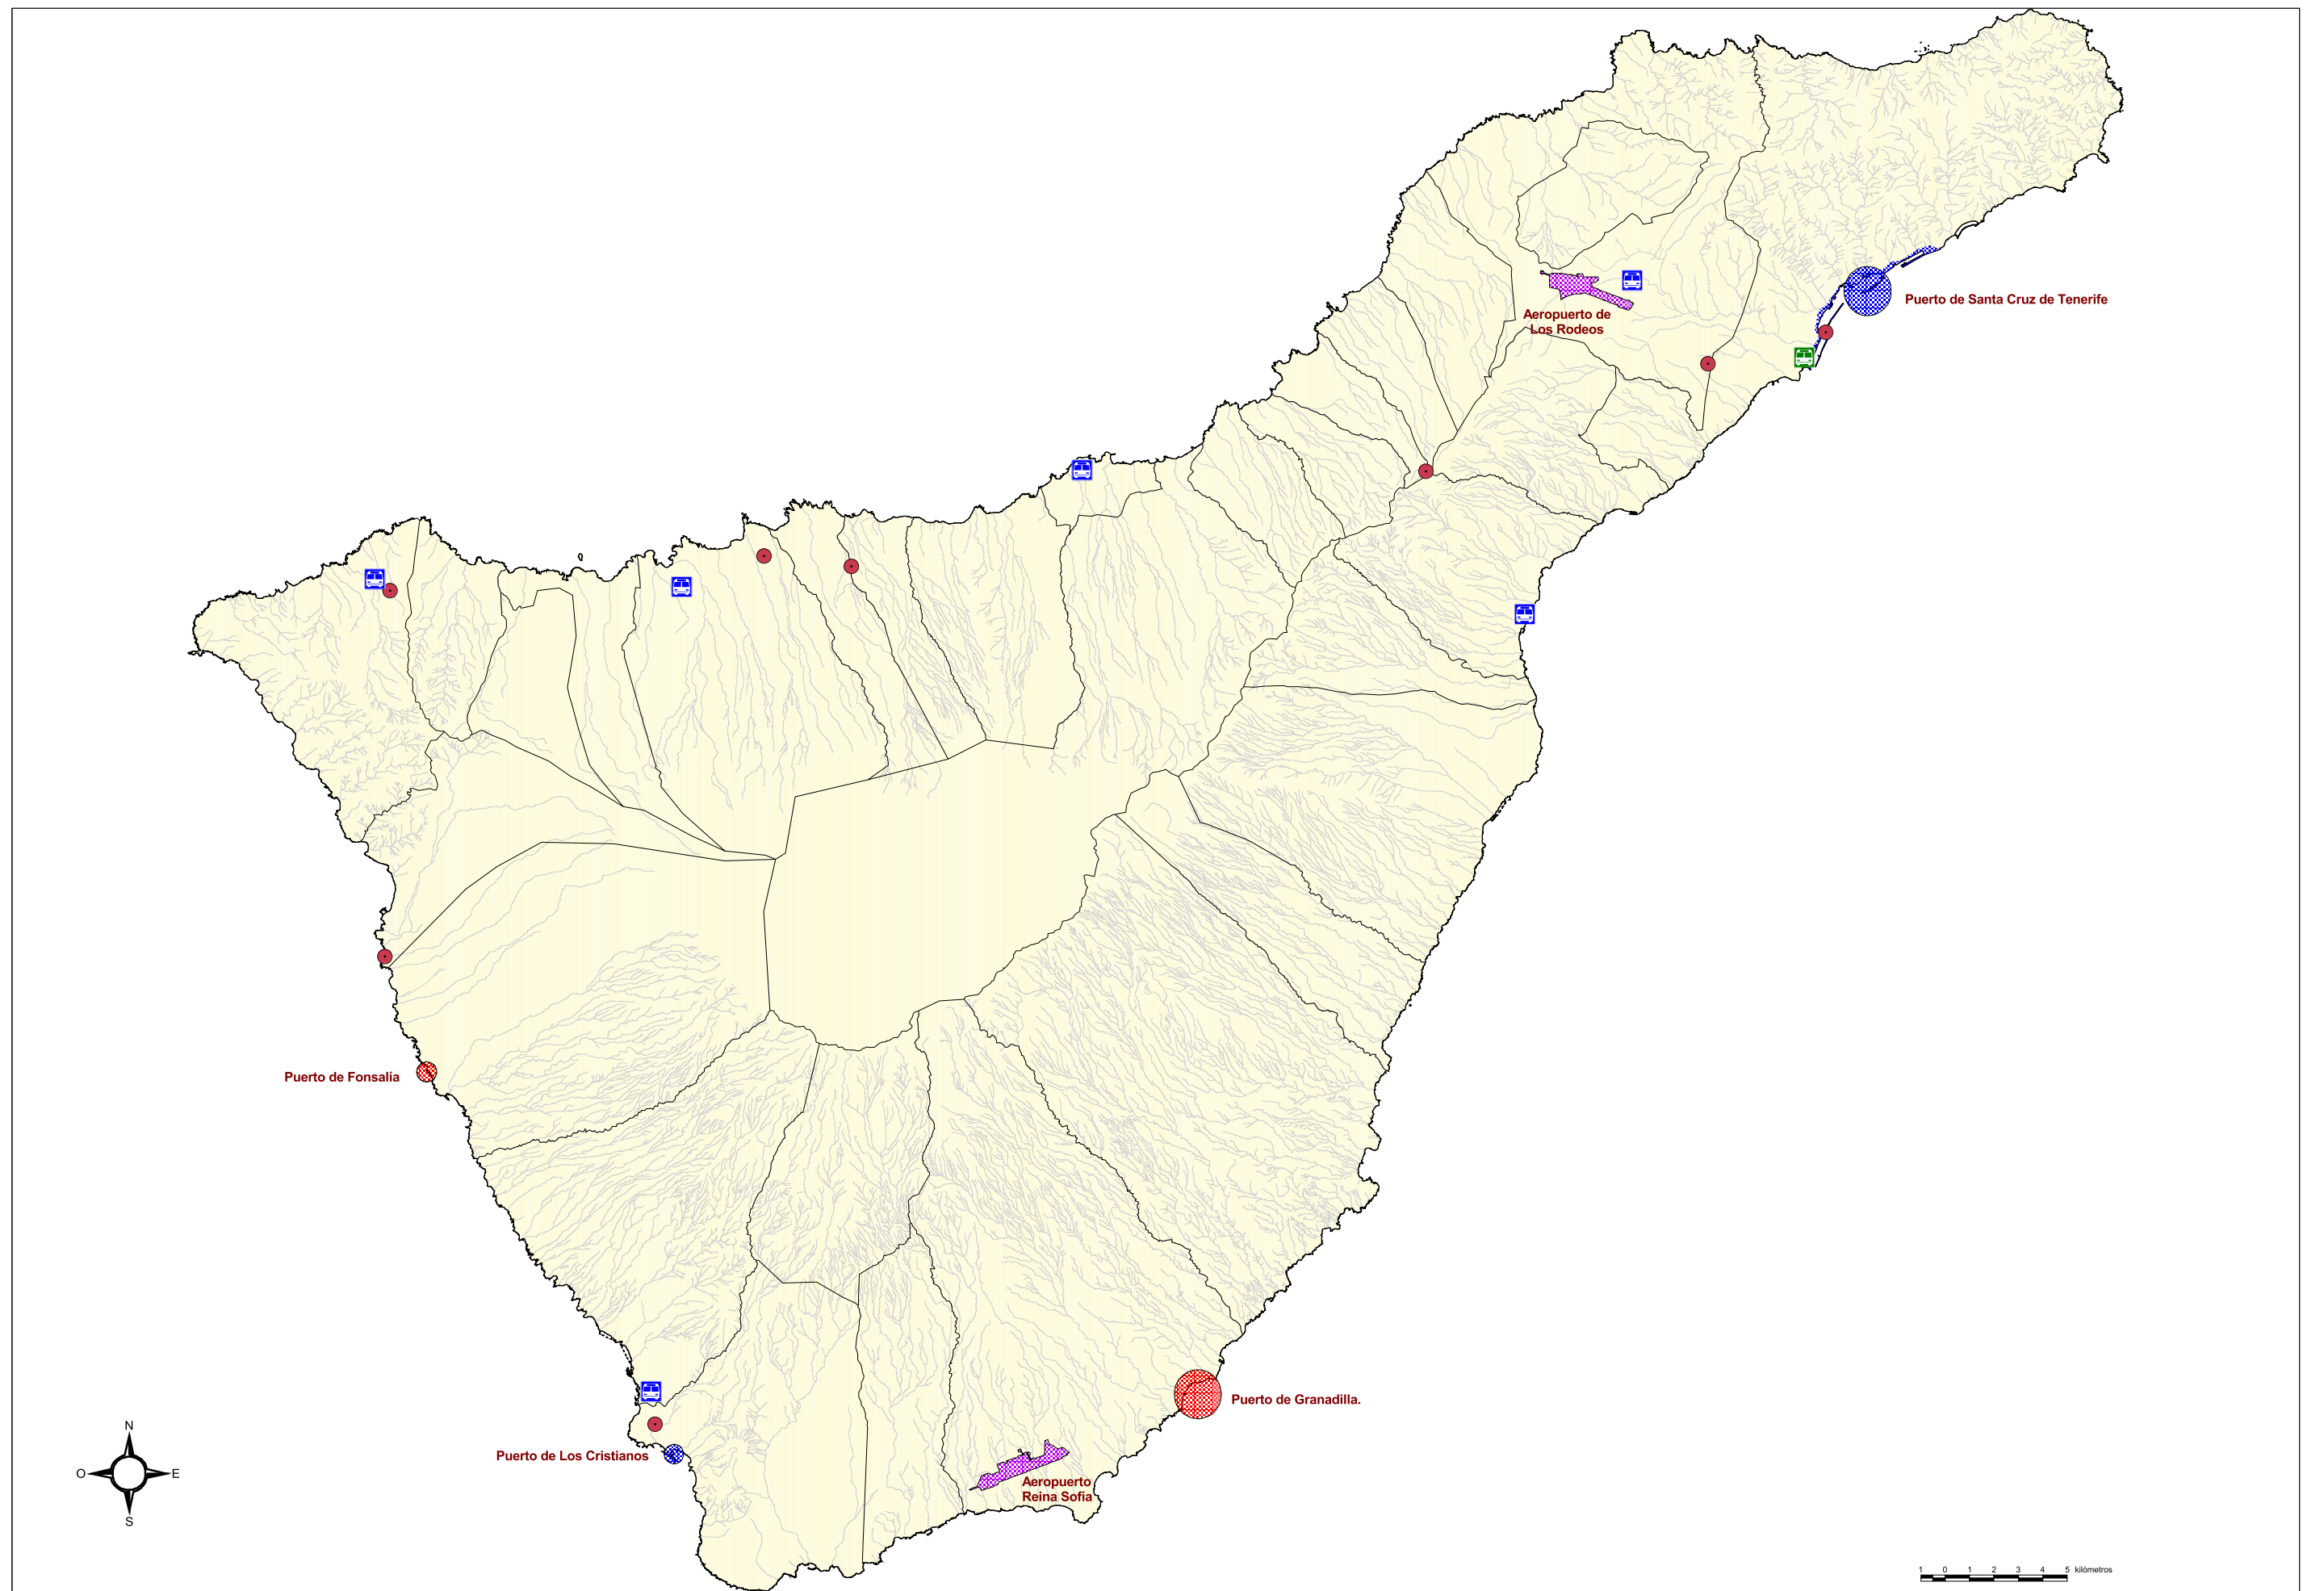 Puerto de Santa Cruz de Tenerife
Aeropuerto de
Los Rodeos
Puerto de Fonsalía
Puerto de Granadilla.
Puerto de Los Cristianos
Aeropuerto
Reina Sofía
N
O
E
S
1 0 1 2 3 4 5 kilómetros